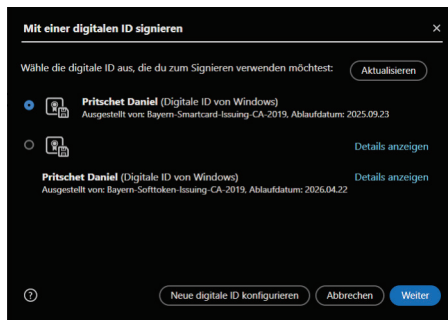 Mit einer digitalen ID signieren
Wähle die digitale ID aus, die du zum Signieren verwenden möchtest:
Aktualisieren
Pritschet Daniel (Digitale ID von Windows)
Ausgestellt von: Bayern-Smartcard-Issuing-CA-2019, Ablaufdatum: 2025.09.23
Details anzeigen
Pritschet Daniel (Digitale ID von Windows)
Details anzeigen
Ausgestellt von: Bayern-Softtoken-Issuing-CA-2019, Ablaufdatum: 2026.04.22
Neue digitale ID konfigurieren
Abbrechen
Weiter